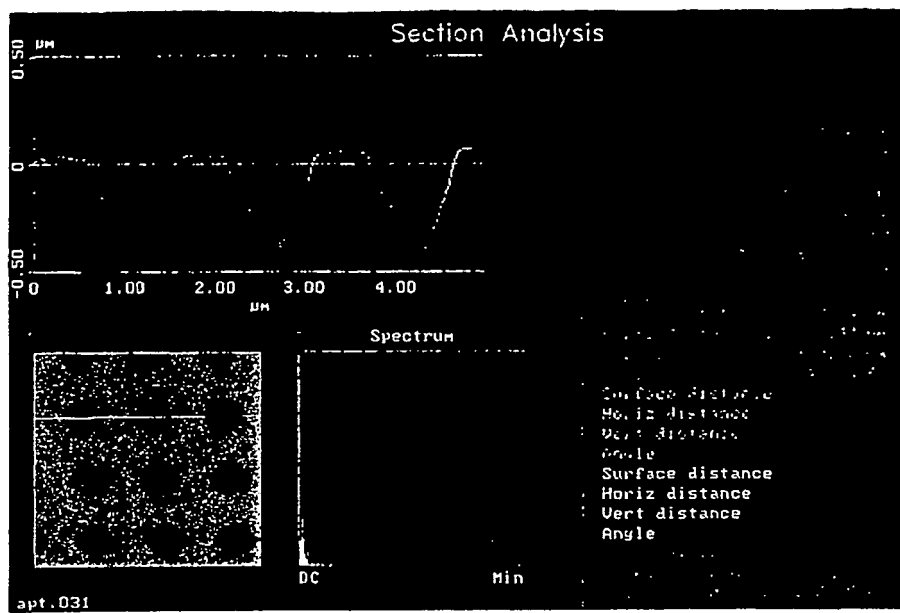 Section Analysis
µm
0.50
0
-0.50
0 1.00 2.00 3.00 4.00
µm
Spectrum
Surface distance
Horiz distance
Vert distance
Angle
Surface distance
Horiz distance
Vert distance
Angle
DC Min
apt.031